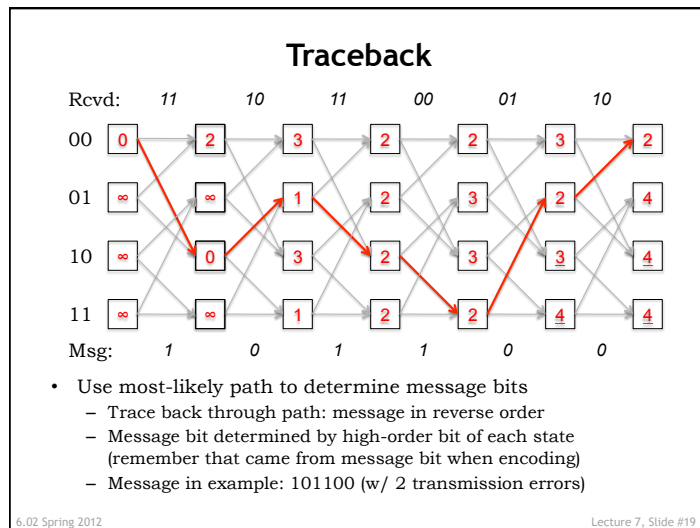 Traceback
Rcvd: 11 10 11 00 01 10
00 0 2 3 2 2 3 2
01 ∞ ∞ 1 2 3 2 4
10 ∞ 0 3 2 3 3 4
11 ∞ ∞ 1 2 2 4 4
Msg: 1 0 1 1 0 0
• Use most-likely path to determine message bits
– Trace back through path: message in reverse order
– Message bit determined by high-order bit of each state
(remember that came from message bit when encoding)
– Message in example: 101100 (w/ 2 transmission errors)
6.02 Spring 2012 Lecture 7, Slide #19